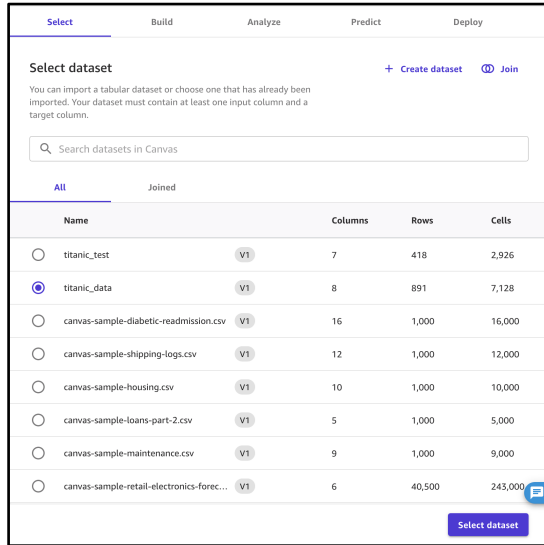 Select Build Analyze Predict Deploy
Select dataset
+ Create dataset Join
You can import a tabular dataset or choose one that has already been
imported. Your dataset must contain at least one input column and a
target column.
Search datasets in Canvas
All Joined
Name Columns Rows Cells
titanic_test V1 7 418 2,926
titanic_data V1 8 891 7,128
canvas-sample-diabetic-readmission.csv V1 16 1,000 16,000
canvas-sample-shipping-logs.csv V1 12 1,000 12,000
canvas-sample-housing.csv V1 10 1,000 10,000
canvas-sample-loans-part-2.csv V1 5 1,000 5,000
canvas-sample-maintenance.csv V1 9 1,000 9,000
canvas-sample-retail-electronics-forec... V1 6 40,500 243,000
Select dataset